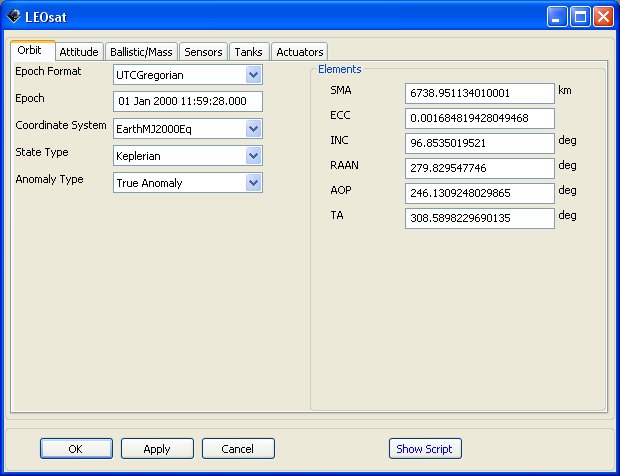 LEOsat
Orbit Attitude Ballistic/Mass Sensors Tanks Actuators
Epoch Format UTCGregorian
Epoch 01 Jan 2000 11:59:28.000
Coordinate System EarthMJ2000Eq
State Type Keplerian
Anomaly Type True Anomaly
Elements
SMA 6738.951134010001 km
ECC 0.001684819428049468
INC 96.8535019521 deg
RAAN 279.829547746 deg
AOP 246.1309248029865 deg
TA 308.5898229690135 deg
OK Apply Cancel Show Script